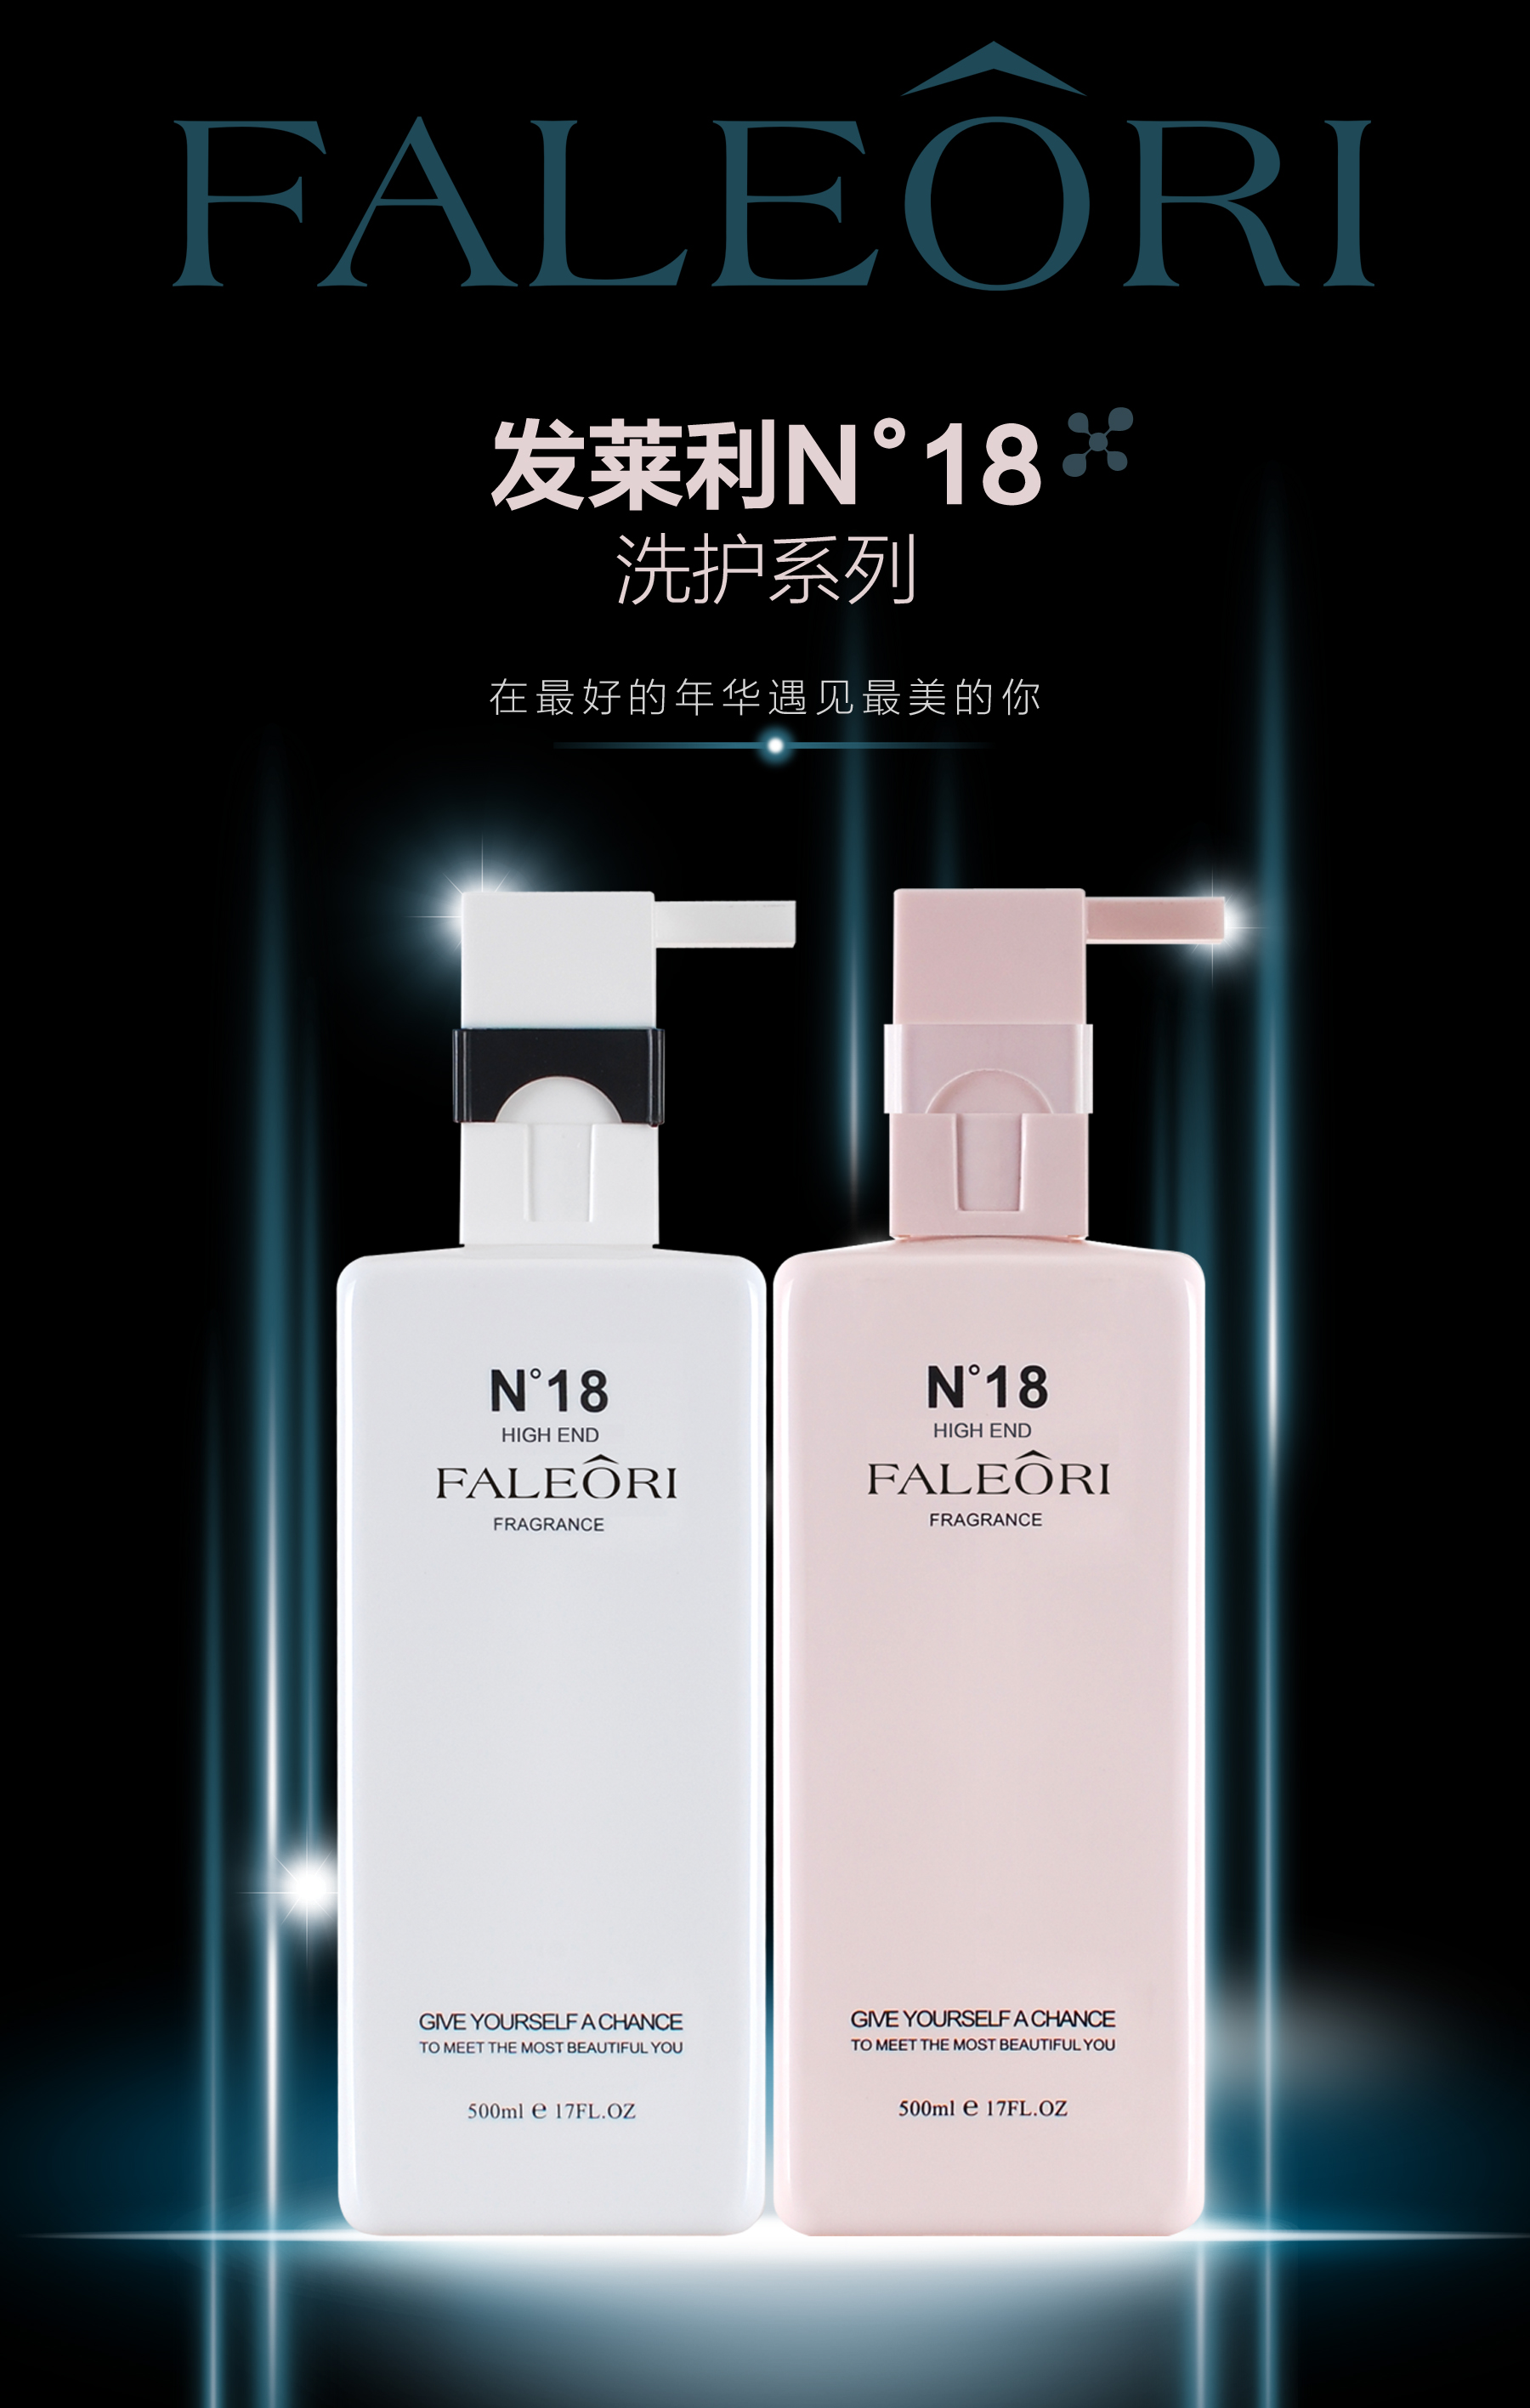 FALEÔRI
发莱利N°18
洗护系列
在最好的年华遇见最美的你
N°18
HIGH END
FALEÔRI
FRAGRANCE
GIVE YOURSELF A CHANCE
TO MEET THE MOST BEAUTIFUL YOU
500ml ℮ 17FL.OZ
N°18
HIGH END
FALEÔRI
FRAGRANCE
GIVE YOURSELF A CHANCE
TO MEET THE MOST BEAUTIFUL YOU
500ml ℮ 17FL.OZ